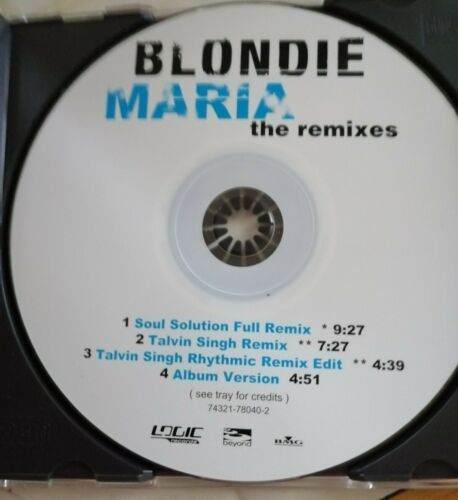 BLONDIE
MARIA
the remixes
1 Soul Solution Full Remix * 9:27
2 Talvin Singh Remix ** 7:27
3 Talvin Singh Rhythmic Remix Edit ** 4:39
4 Album Version 4:51
( see tray for credits )
74321-78040-2
LOGIC records beyond BMG